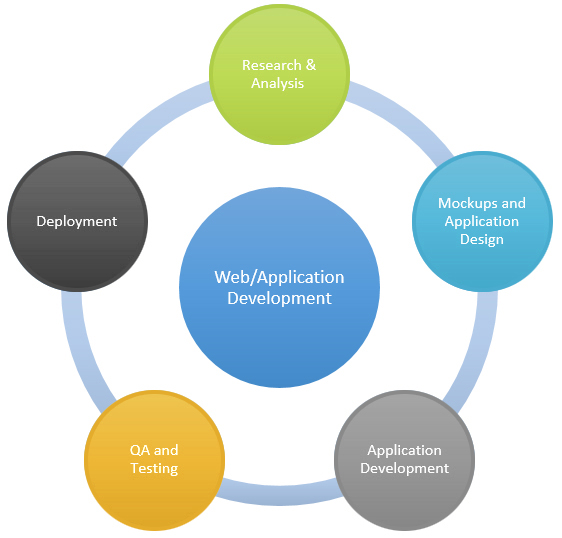 Research &
Analysis
Mockups and
Application
Design
Application
Development
QA and
Testing
Deployment
Web/Application
Development